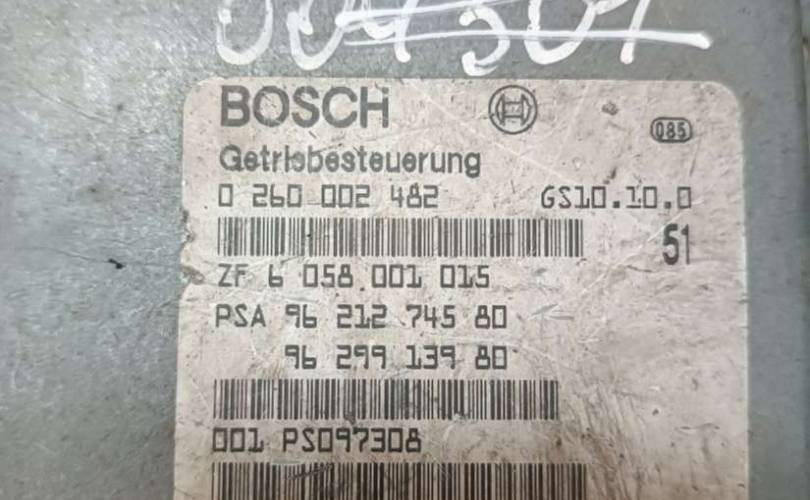 BOSCH
085
Getriebesteuerung
0 260 002 482 GS10.10.0
51
ZF 6 058.001 015
PSA 96 212 745 80
96 299 139 80
001 PS097308